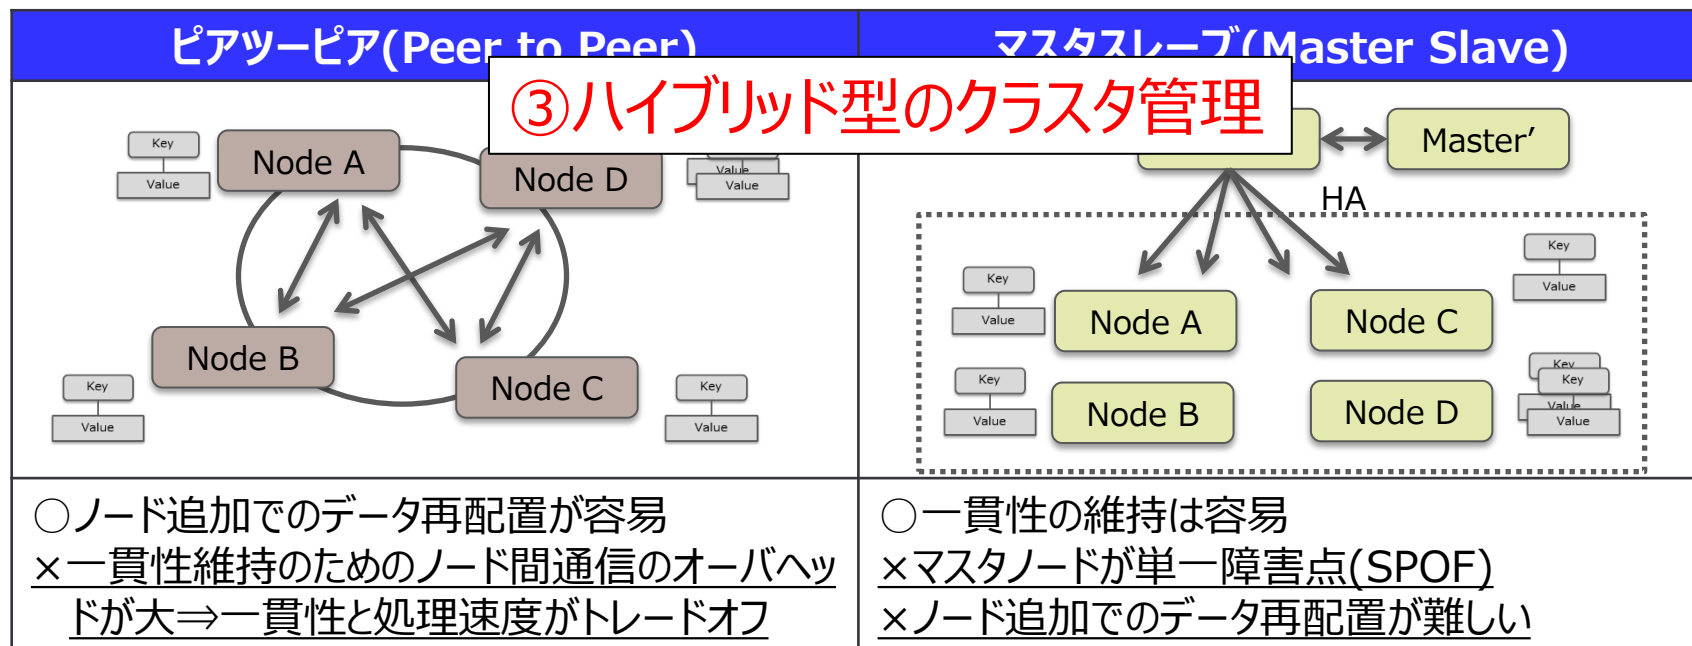 ピアツーピア(Peer to Peer)
マスタスレーブ(Master Slave)
③ハイブリッド型のクラスタ管理
Key
Value
Node A
Node D
Value
Value
Node B
Key
Value
Node C
Key
Value
Master’
HA
Key
Value
Node A
Node C
Key
Value
Key
Value
Node B
Node D
Key
Key
Value
Value
○ノード追加でのデータ再配置が容易
×一貫性維持のためのノード間通信のオーバヘッ
ドが大⇒一貫性と処理速度がトレードオフ
○一貫性の維持は容易
×マスタノードが単一障害点(SPOF)
×ノード追加でのデータ再配置が難しい